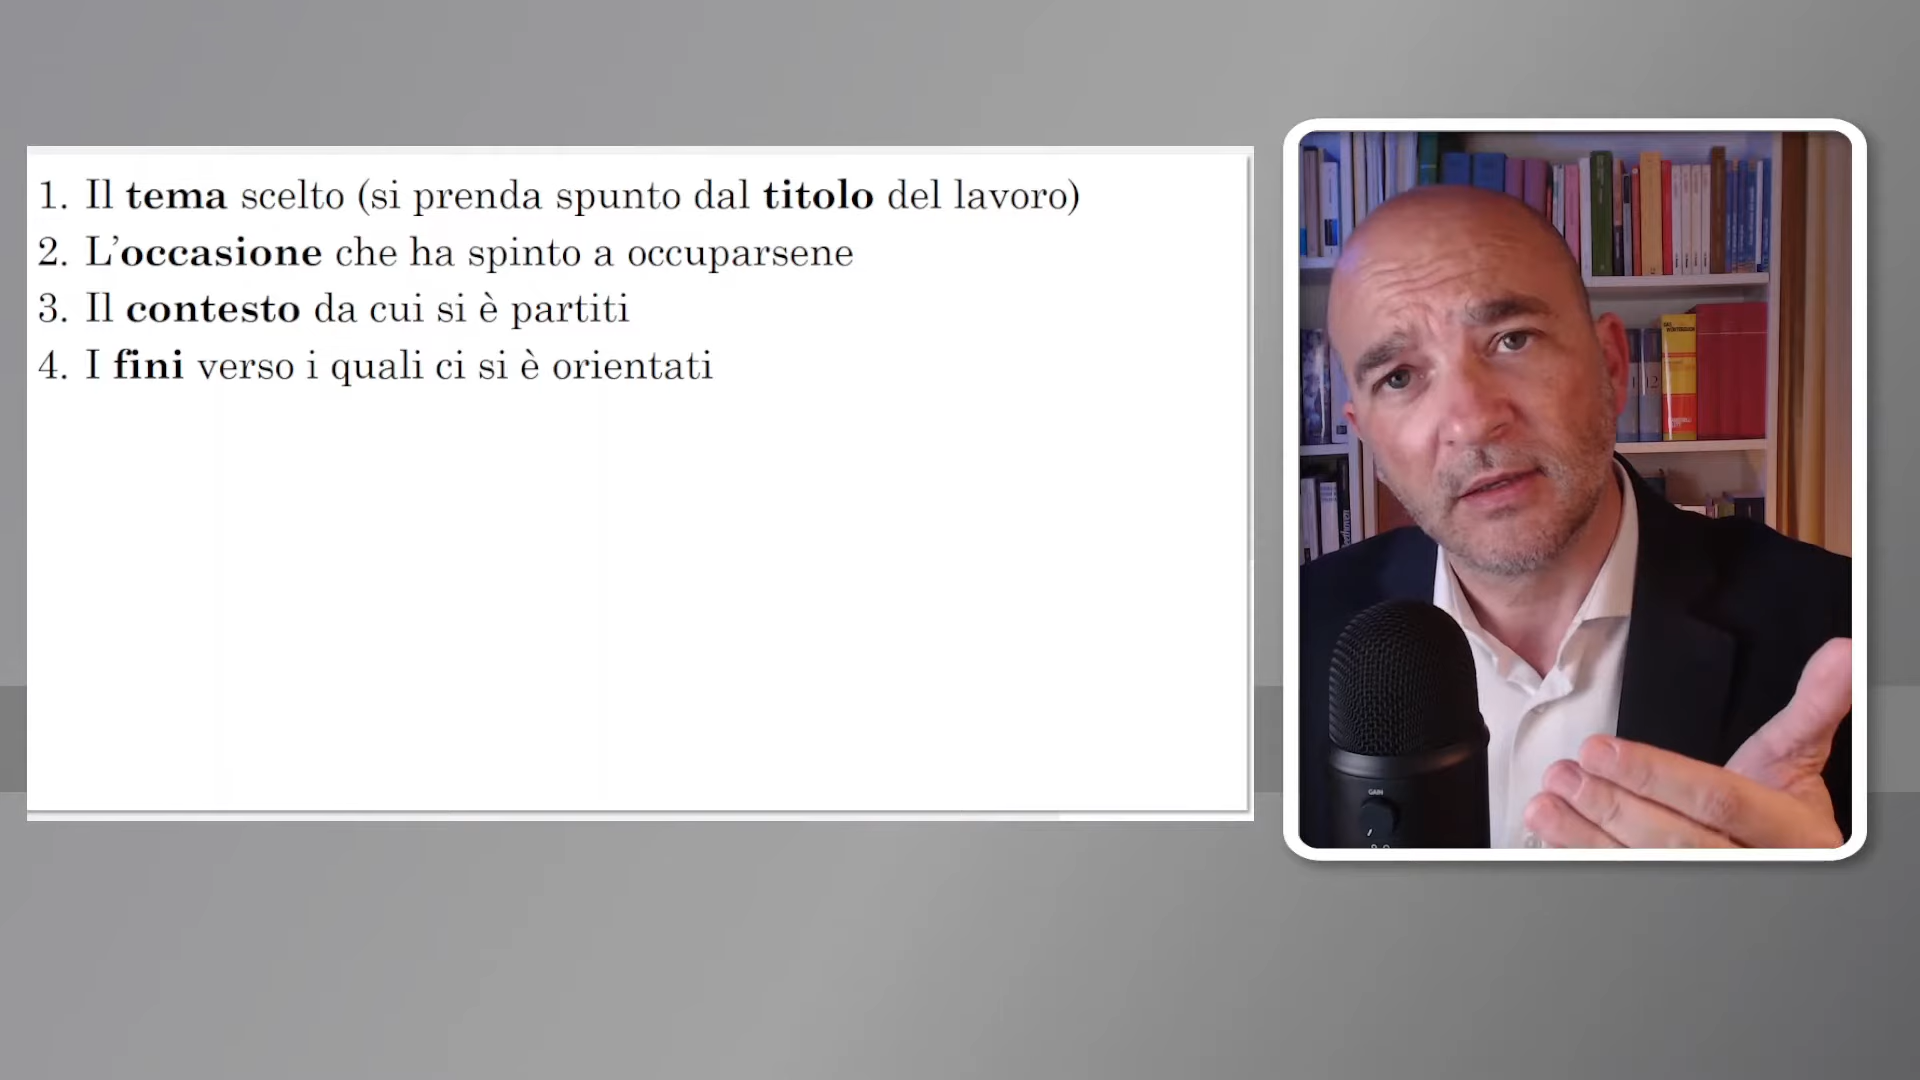 1. Il tema scelto (si prenda spunto dal titolo del lavoro)
2. L’occasione che ha spinto a occuparsene
3. Il contesto da cui si è partiti
4. I fini verso i quali ci si è orientati
GAIN